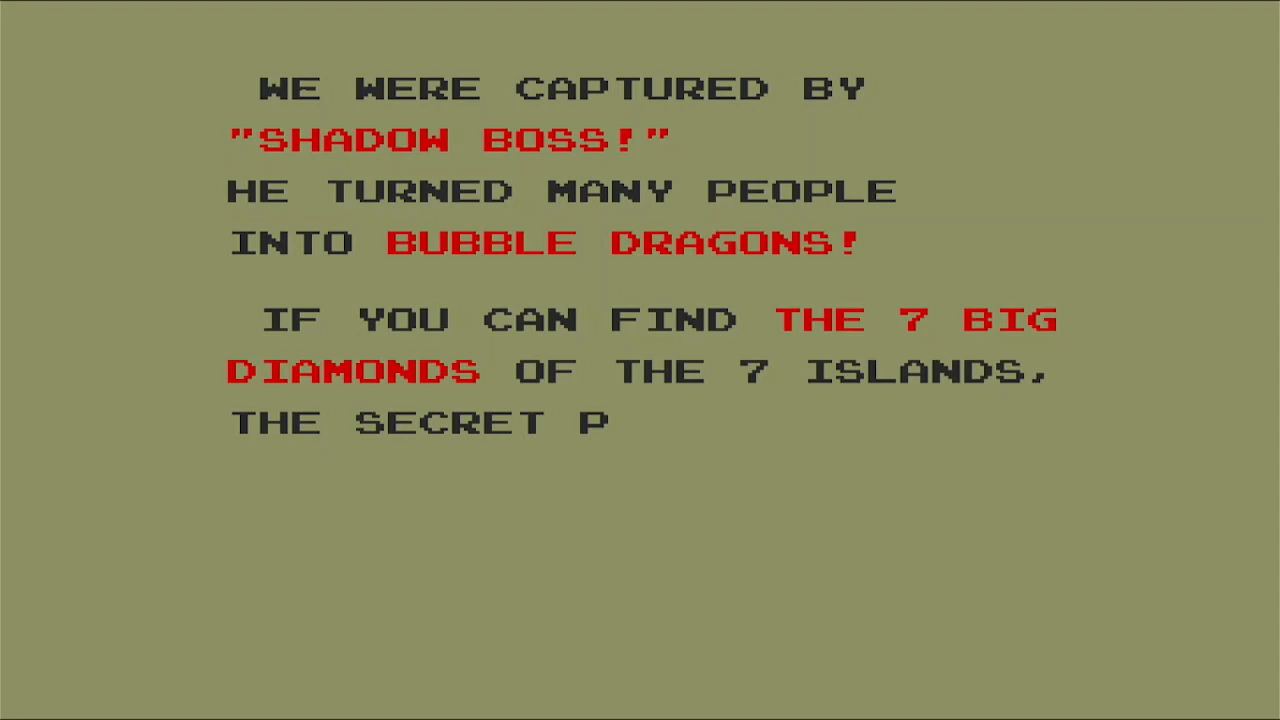 WE WERE CAPTURED BY
"SHADOW BOSS!"
HE TURNED MANY PEOPLE
INTO BUBBLE DRAGONS!
IF YOU CAN FIND THE 7 BIG
DIAMONDS OF THE 7 ISLANDS,
THE SECRET P